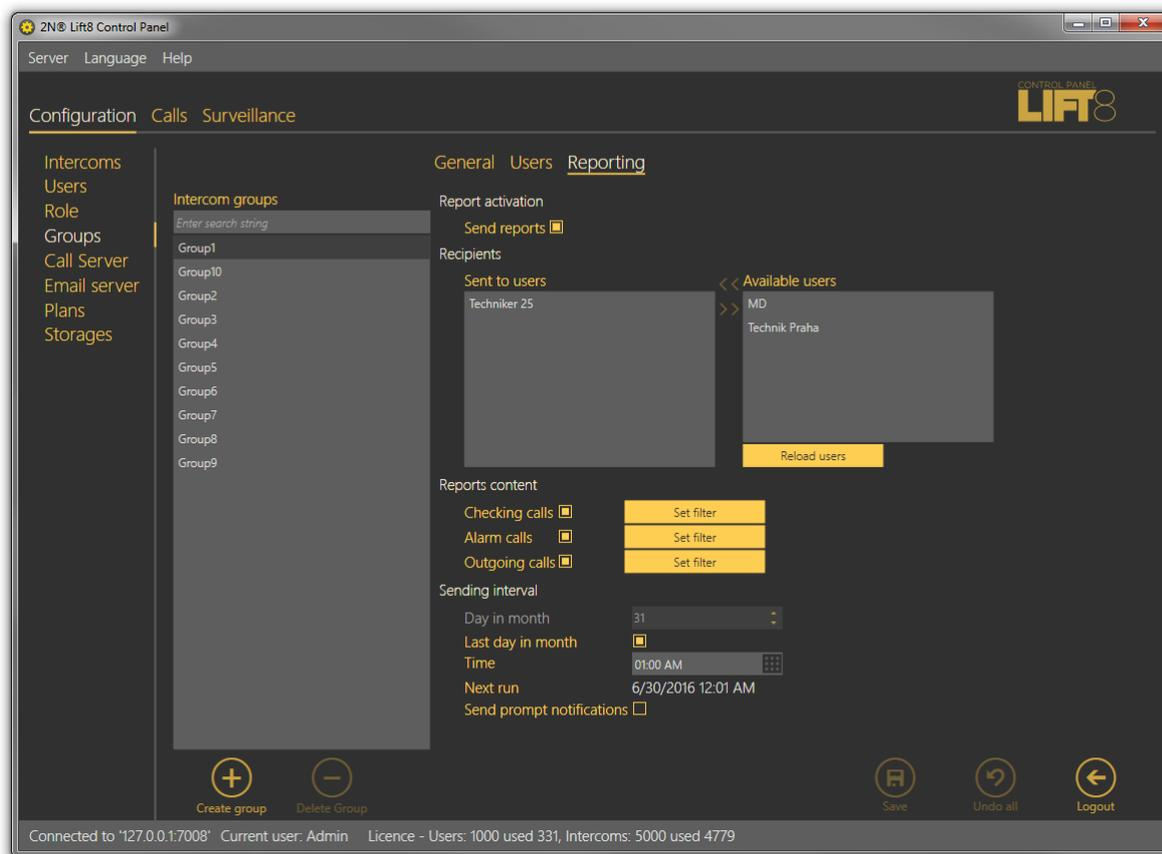 2N® Lift8 Control Panel
Server Language Help
CONTROL PANEL
LIFT8
Configuration Calls Surveillance
Intercoms
Users
Role
Groups
Call Server
Email server
Plans
Storages
Intercom groups
Enter search string
Group1
Group10
Group2
Group3
Group4
Group5
Group6
Group7
Group8
Group9
General Users Reporting
Report activation
Send reports
Recipients
Sent to users << Available users
>>
Techniker 25
MD
Technik Praha
Reload users
Reports content
Checking calls Set filter
Alarm calls Set filter
Outgoing calls Set filter
Sending interval
Day in month 31
Last day in month
Time 01:00 AM
Next run 6/30/2016 12:01 AM
Send prompt notifications
Create group Delete Group Save Undo all Logout
Connected to '127.0.0.1:7008' Current user: Admin Licence - Users: 1000 used 331, Intercoms: 5000 used 4779